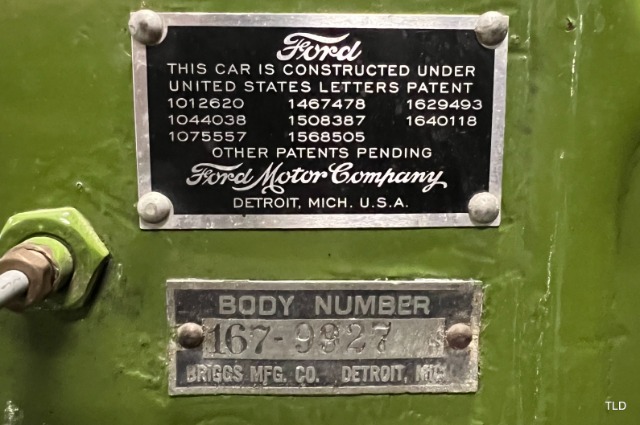 Ford
THIS CAR IS CONSTRUCTED UNDER
UNITED STATES LETTERS PATENT
1012620 1467478 1629493
1044038 1508387 1640118
1075557 1568505
OTHER PATENTS PENDING
Ford Motor Company
DETROIT, MICH. U.S.A.
BODY NUMBER
167-9927
BRIGGS MFG. CO. DETROIT, MICH.
TLD